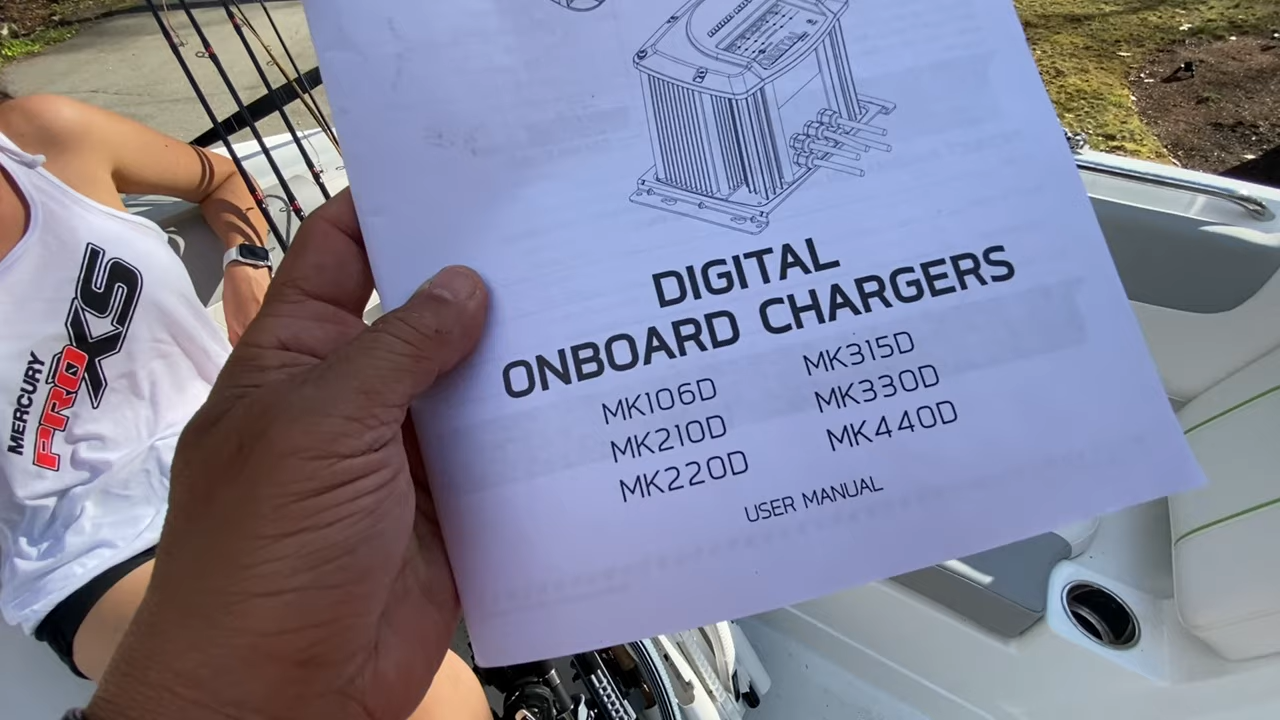 DIGITAL
ONBOARD CHARGERS
MK106D
MK210D
MK220D
MK315D
MK330D
MK440D
USER MANUAL
MERCURY
PRO XS